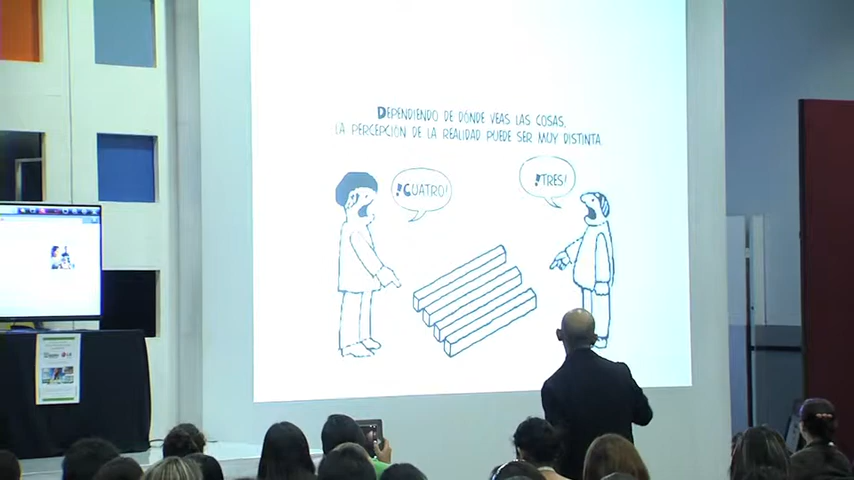 DEPENDIENDO DE DÓNDE VEAS LAS COSAS,
LA PERCEPCIÓN DE LA REALIDAD PUEDE SER MUY DISTINTA.
¡CUATRO!
¡TRES!